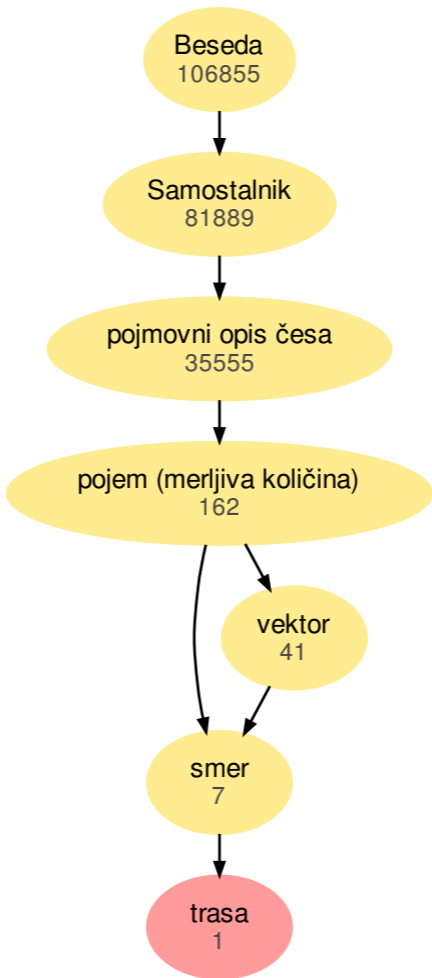 Beseda
106855
Samostalnik
81889
pojmovni opis česa
35555
pojem (merljiva količina)
162
vektor
41
smer
7
trasa
1